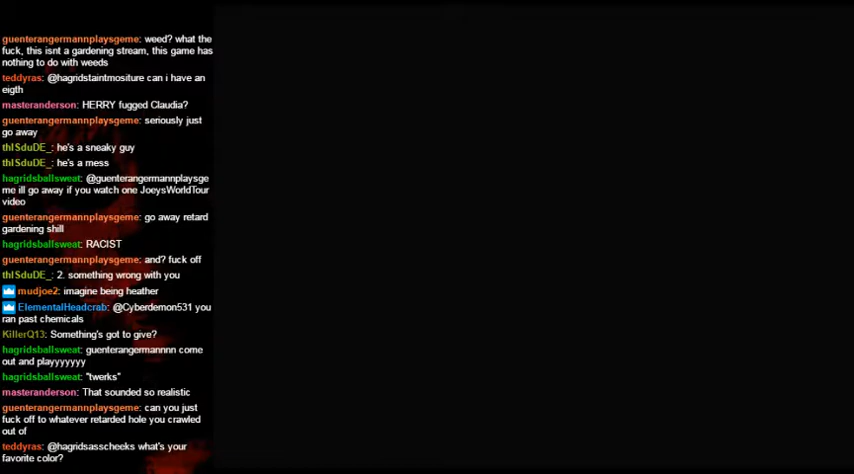 guenterangermannplaysgeme: weed? what the
fuck, this isnt a gardening stream, this game has
nothing to do with weeds
teddyras: @hagridstaintmositure can i have an
eigth
masteranderson: HERRY fugged Claudia?
guenterangermannplaysgeme: seriously just
go away
thISduDE_: he's a sneaky guy
thISduDE_: he's a mess
hagridsballsweat: @guenterangermannplaysge
me ill go away if you watch one JoeysWorldTour
video
guenterangermannplaysgeme: go away retard
gardening shill
hagridsballsweat: RACIST
guenterangermannplaysgeme: and? fuck off
thISduDE_: 2. something wrong with you
mudjoe2: imagine being heather
ElementalHeadcrab: @Cyberdemon531 you
ran past chemicals
KillerQ13: Something's got to give?
hagridsballsweat: guenterangermannnn come
out and playyyyyyy
hagridsballsweat: "twerks"
masteranderson: That sounded so realistic
guenterangermannplaysgeme: can you just
fuck off to whatever retarded hole you crawled
out of
teddyras: @hagridsasscheeks what's your
favorite color?